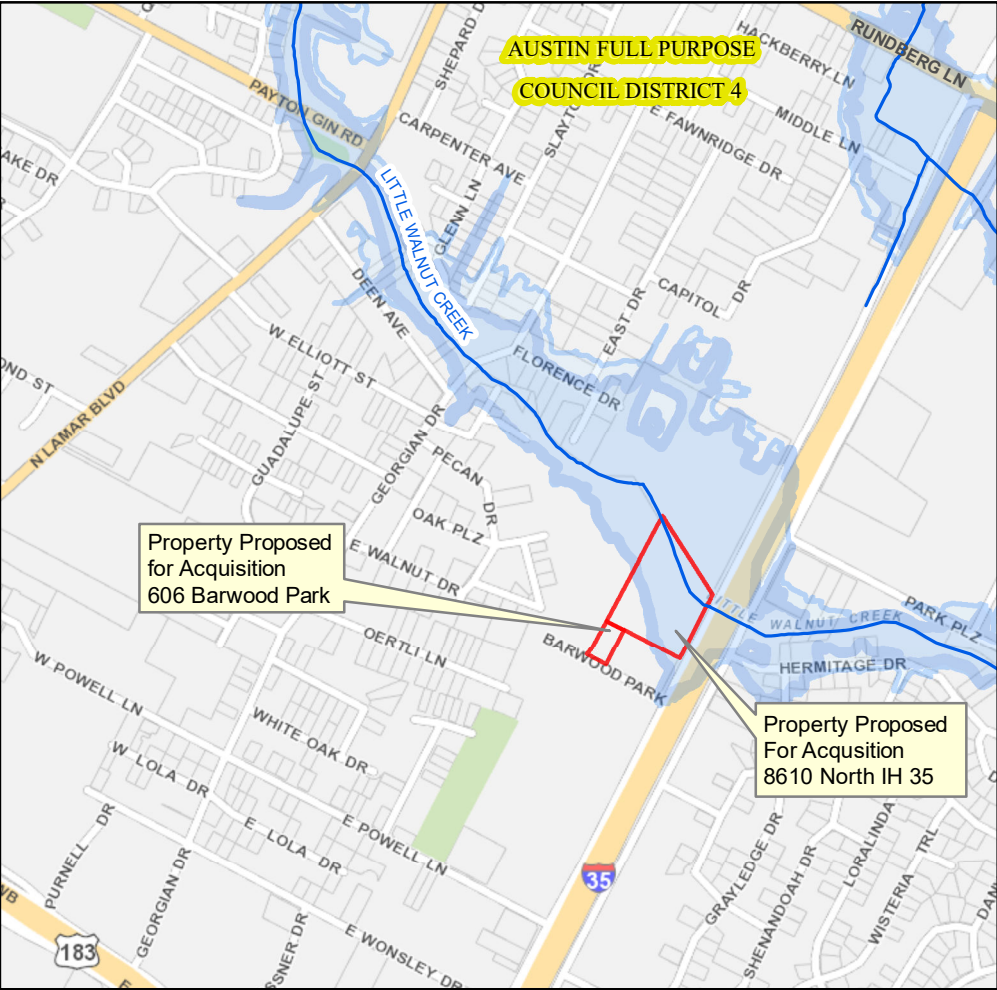 AUSTIN FULL PURPOSE
COUNCIL DISTRICT 4
SHEPARD D
HACKBERRY LN
RUNDBERG LN
PAYTON GIN RD
CARPENTER AVE
SLAYTO
E FAWNRIDGE DR
MIDDLE LN
AKE DR
LITTLE WALNUT CREEK
GLENN LN
DEEN AVE
CAPITOL DR
EAST DR
W ELLIOTT ST
FLORENCE DR
OND ST
N LAMAR BLVD
GUADALUPE ST
GEORGIAN DR
PECAN DR
OAK PLZ
E WALNUT DR
Property Proposed
for Acquisition
606 Barwood Park
LITTLE WALNUT CREEK
PARK PLZ
OERTLI LN
BARWOOD PARK
HERMITAGE DR
W POWELL LN
WHITE OAK DR
Property Proposed
For Acqusition
8610 North IH 35
W LOLA DR
E LOLA DR
E POWELL LN
PURNELL DR
GEORGIAN DR
35
GRAYLEDGE DR
SHENANDOAH DR
LORALINDA
WISTERIA TRL
DAN
183
WB
SSNER DR
E WONSLEY DR